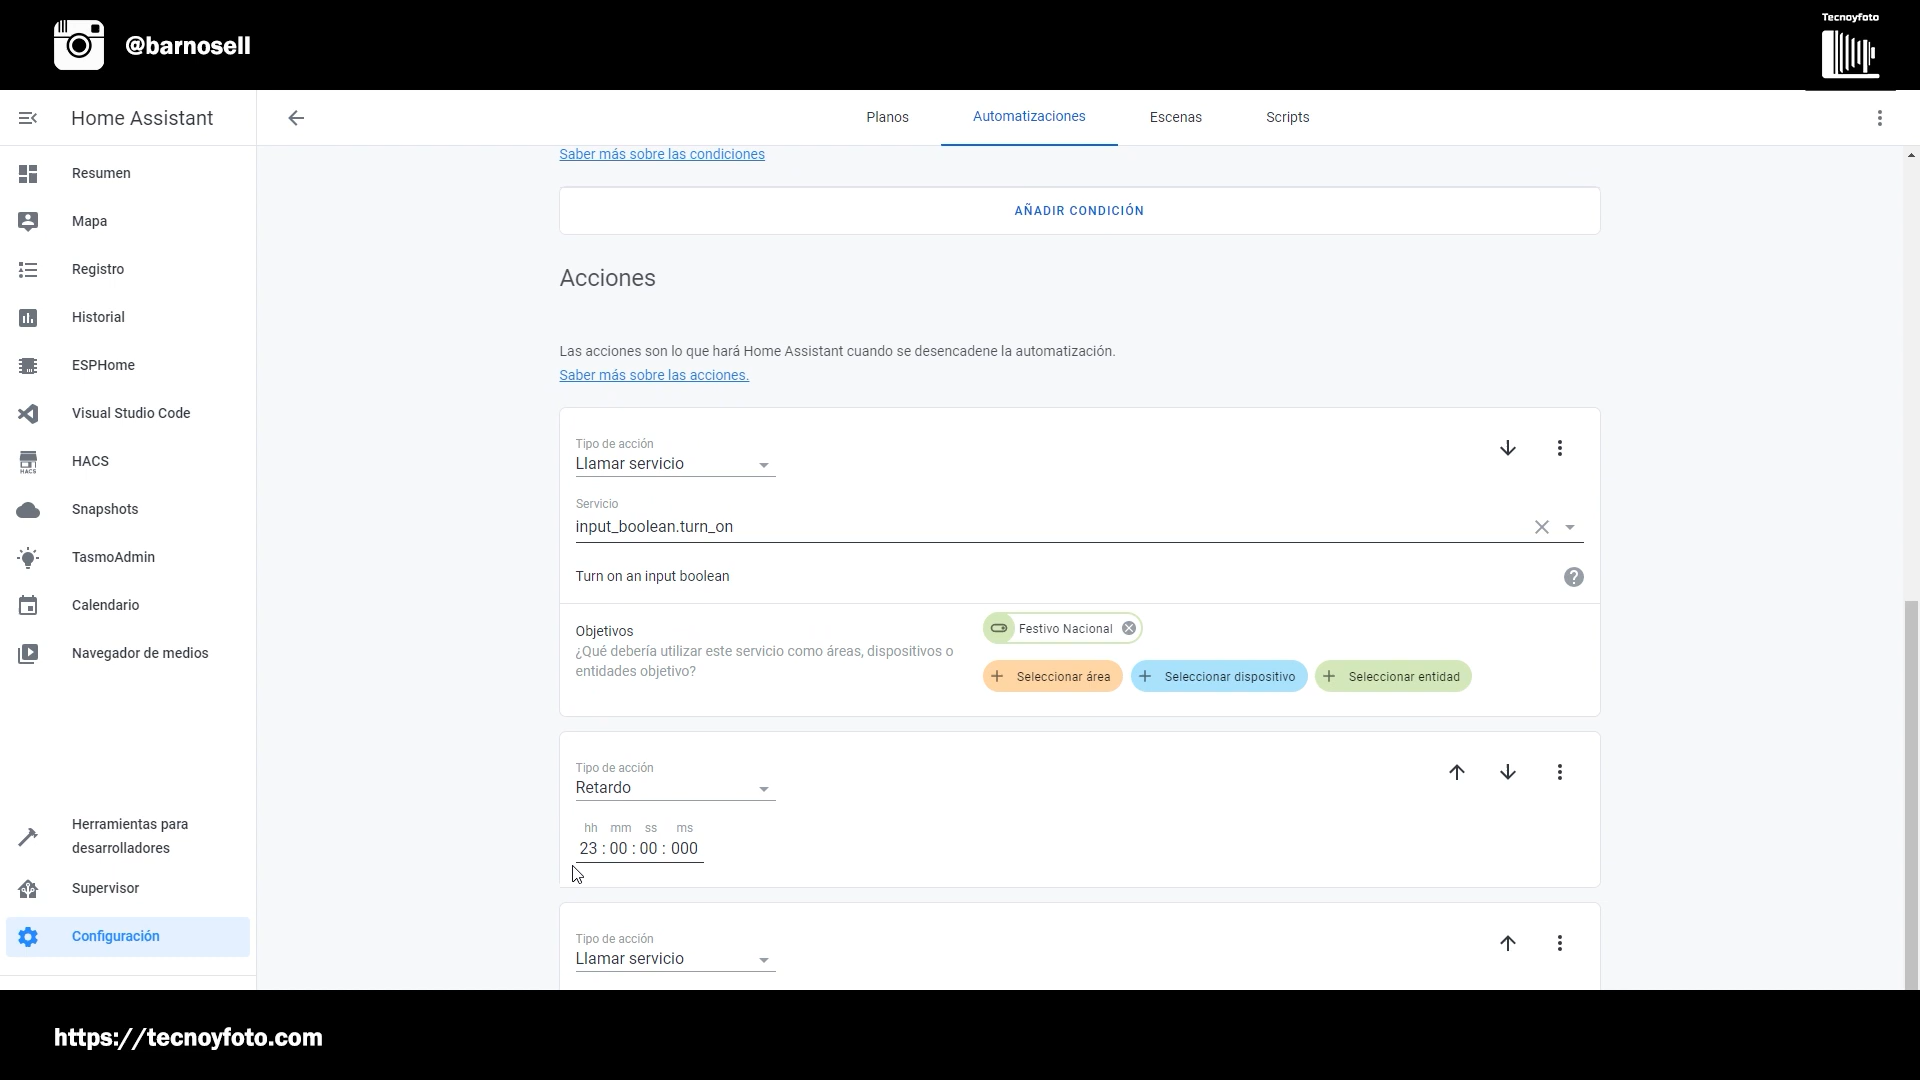 @barnosell
Tecnoyfoto
Home Assistant
Planos
Automatizaciones
Escenas
Scripts
Resumen
Mapa
Registro
Historial
ESPHome
Visual Studio Code
HACS
HACS
Snapshots
TasmoAdmin
Calendario
Navegador de medios
Herramientas para
desarrolladores
Supervisor
Configuración
Saber más sobre las condiciones
AÑADIR CONDICIÓN
Acciones
Las acciones son lo que hará Home Assistant cuando se desencadene la automatización.
Saber más sobre las acciones.
Tipo de acción
Llamar servicio
Servicio
input_boolean.turn_on
Turn on an input boolean
Objetivos
¿Qué debería utilizar este servicio como áreas, dispositivos o
entidades objetivo?
Festivo Nacional
Seleccionar área
Seleccionar dispositivo
Seleccionar entidad
Tipo de acción
Retardo
hh mm ss ms
23 : 00 : 00 : 000
Tipo de acción
Llamar servicio
https://tecnoyfoto.com